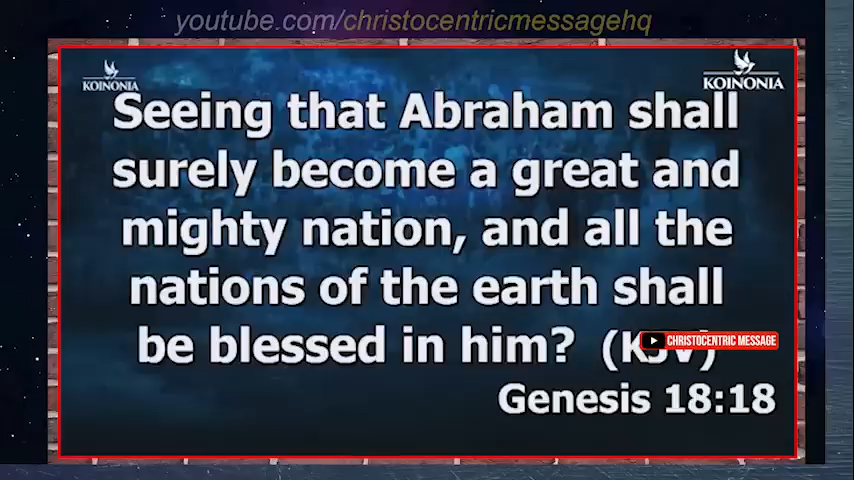 youtube.com/christocentricmessagehq
KOINONIA
KOINONIA
Seeing that Abraham shall
surely become a great and
mighty nation, and all the
nations of the earth shall
be blessed in him? (KJV)
CHRISTOCENTRIC MESSAGE
Genesis 18:18